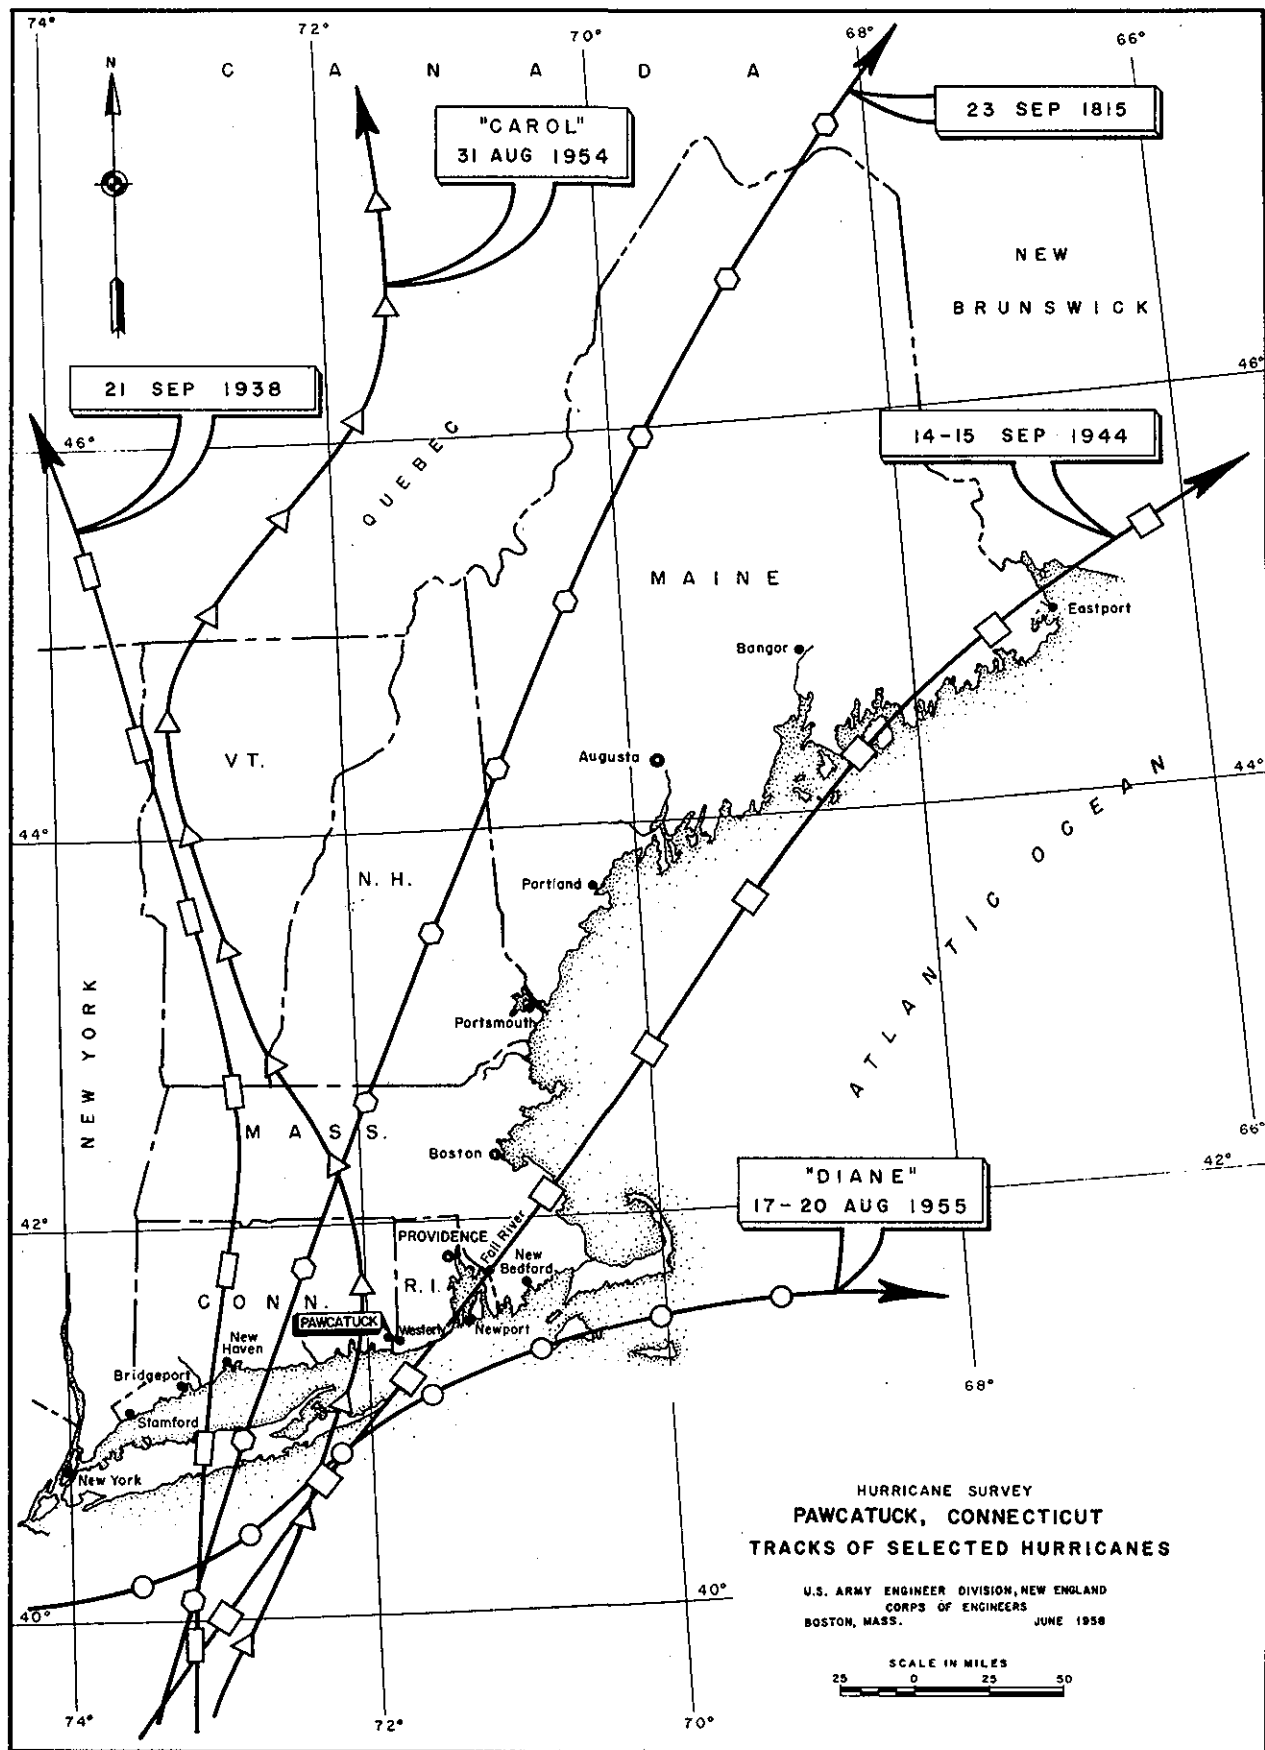 74°
72°
70°
68°
66°
N
CANADA
"CAROL"
31 AUG 1954
23 SEP 1815
NEW
BRUNSWICK
21 SEP 1938
46°
46°
14-15 SEP 1944
QUEBEC
MAINE
Eastport
Bangor
VT.
Augusta
44°
44°
ATLANTIC OCEAN
N. H.
Portland
NEW YORK
Portsmouth
MASS.
Boston
66°
42°
"DIANE"
17-20 AUG 1955
42°
PROVIDENCE
Fall River
New
Bedford
R. I.
CONN.
PAWCATUCK
Westerly
Newport
New
Haven
Bridgeport
Stamford
68°
New York
HURRICANE SURVEY
PAWCATUCK, CONNECTICUT
TRACKS OF SELECTED HURRICANES
40°
40°
U.S. ARMY ENGINEER DIVISION, NEW ENGLAND
CORPS OF ENGINEERS
BOSTON, MASS. JUNE 1958
SCALE IN MILES
25 0 25 50
74°
72°
70°